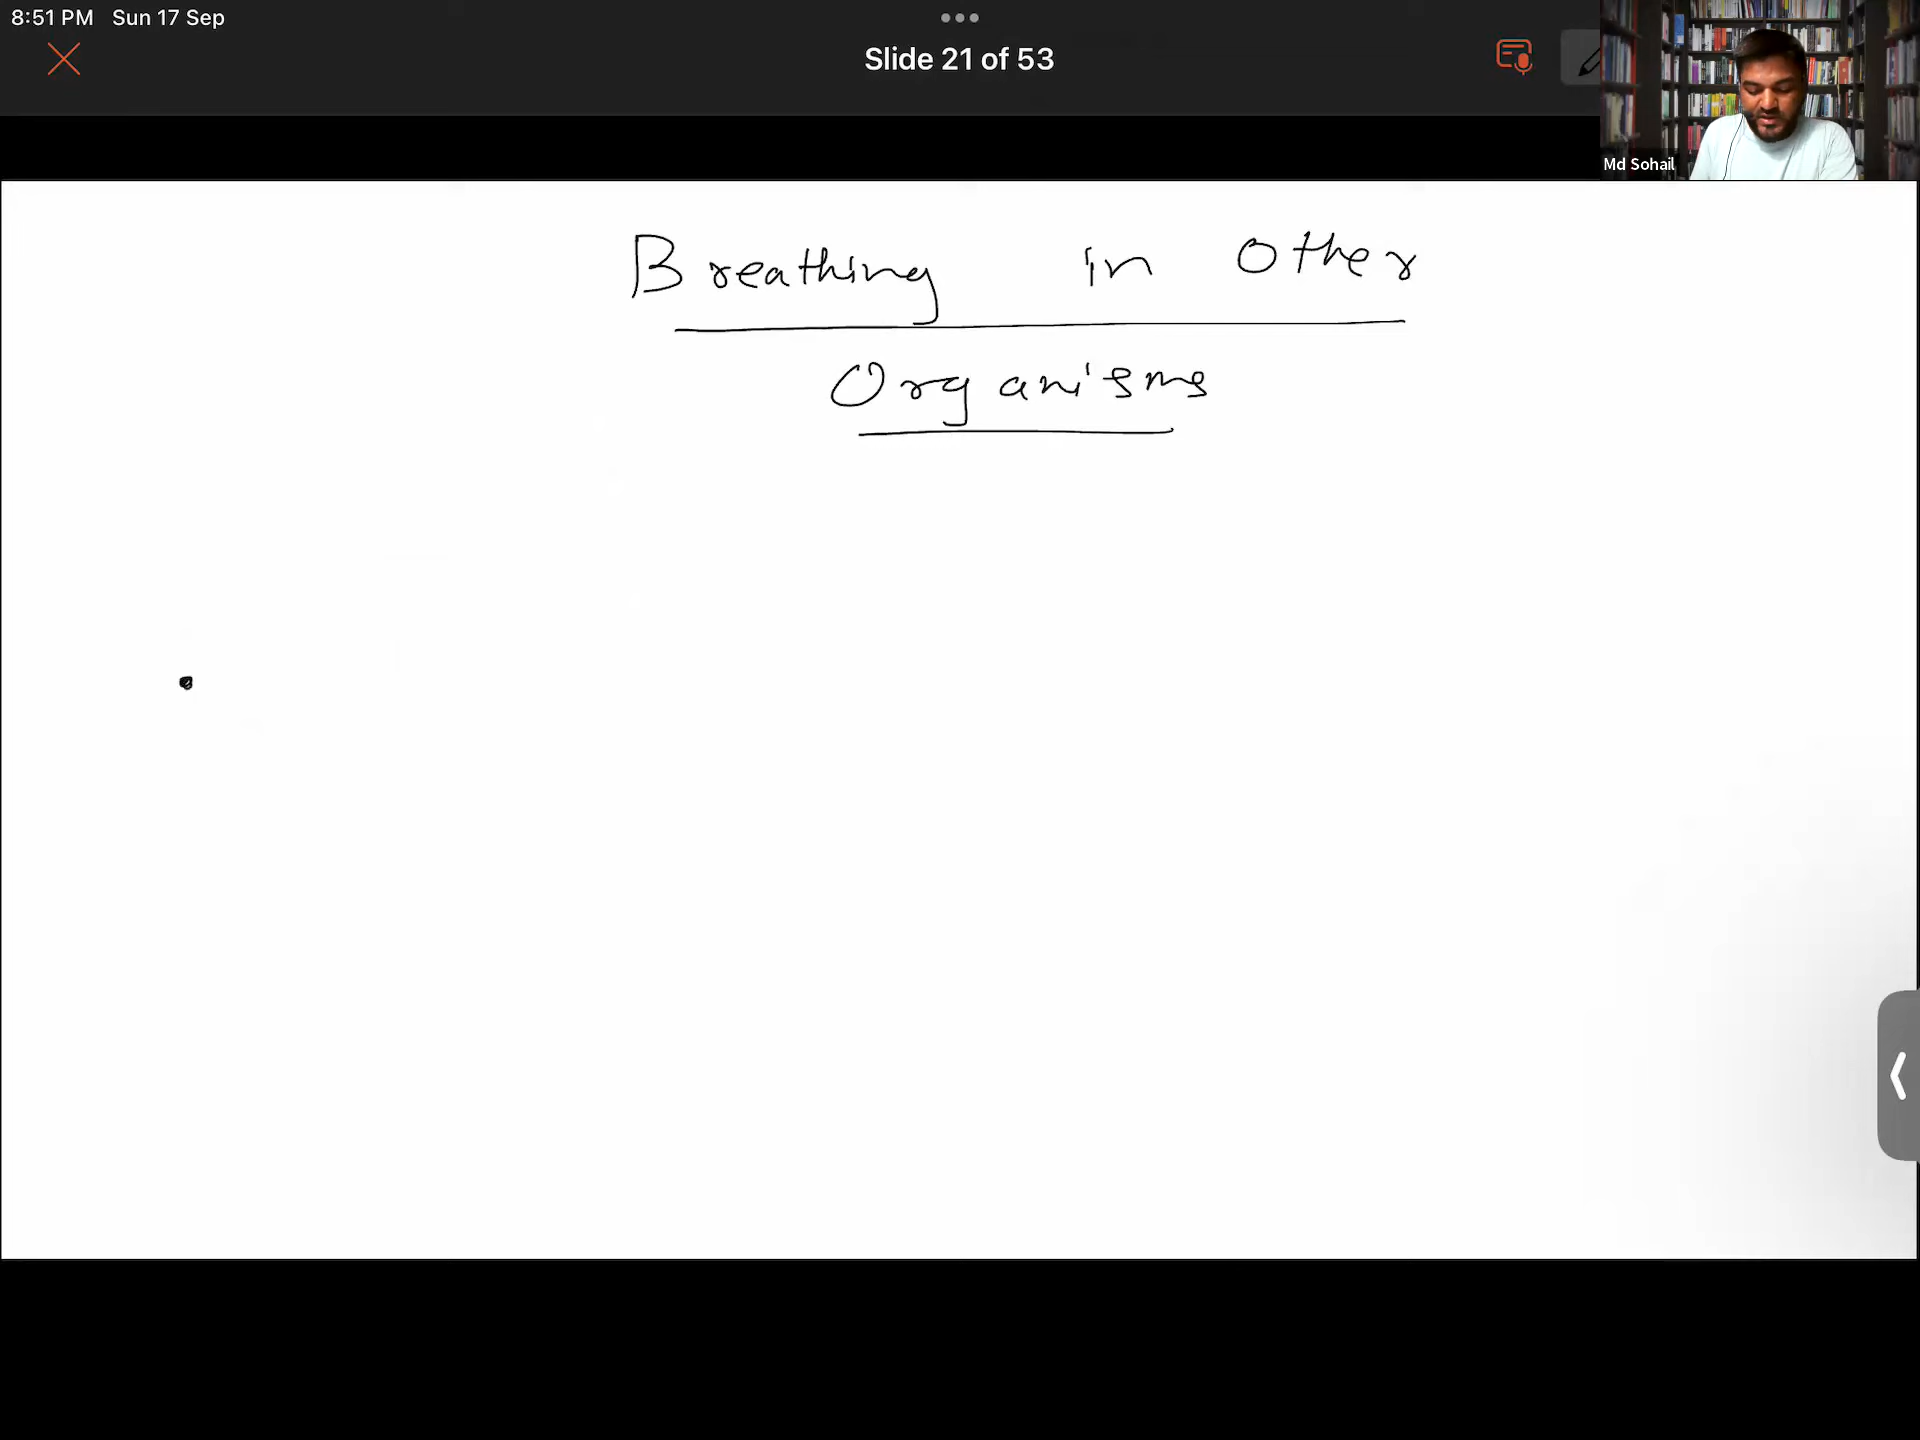 8:51 PM Sun 17 Sep
Slide 21 of 53
Md Sohail
Breathing in Other
Organisms